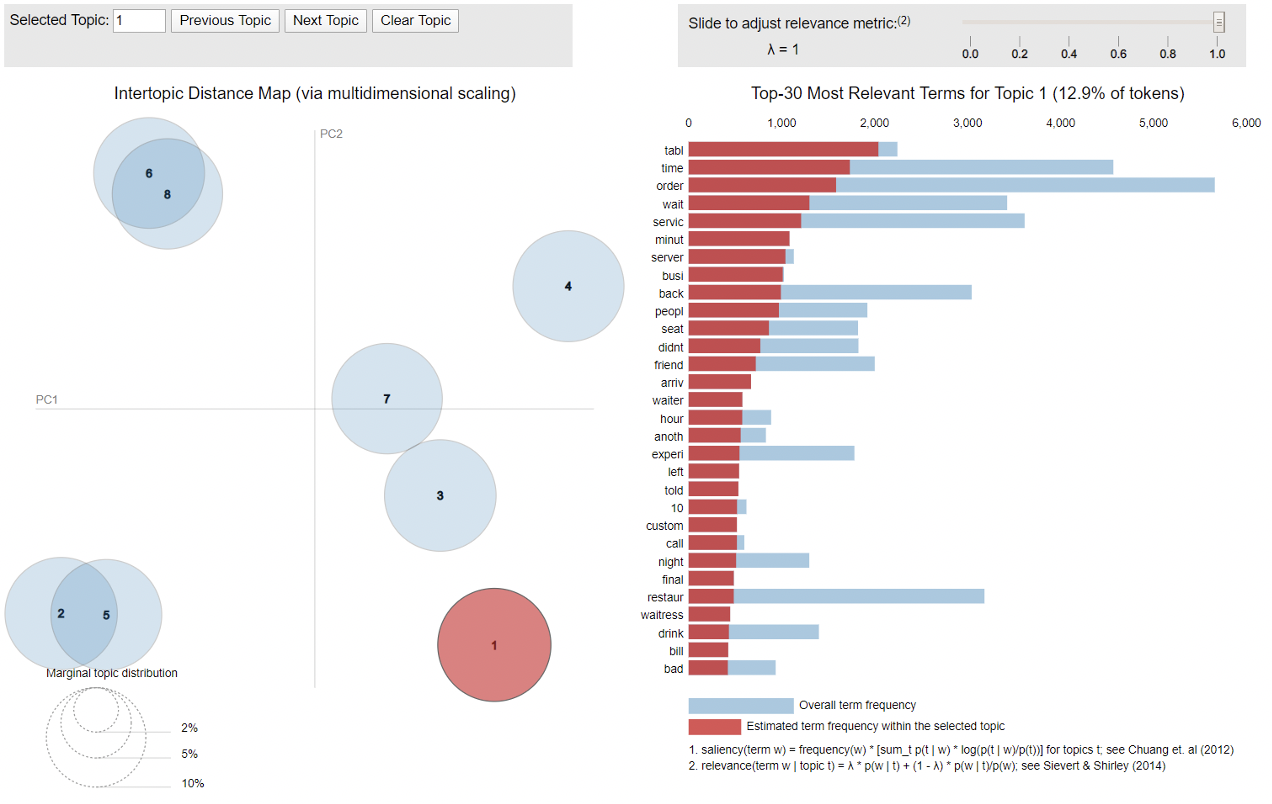 Selected Topic: 1 Previous Topic Next Topic Clear Topic
Slide to adjust relevance metric:(2)
λ = 1
0.0 0.2 0.4 0.6 0.8 1.0
Intertopic Distance Map (via multidimensional scaling)
PC2
PC1
6
8
4
7
3
2
5
1
Marginal topic distribution
2%
5%
10%
Top-30 Most Relevant Terms for Topic 1 (12.9% of tokens)
0 1,000 2,000 3,000 4,000 5,000 6,000
tabl
time
order
wait
servic
minut
server
busi
back
peopl
seat
didnt
friend
arriv
waiter
hour
anoth
experi
left
told
10
custom
call
night
final
restaur
waitress
drink
bill
bad
Overall term frequency
Estimated term frequency within the selected topic
1. saliency(term w) = frequency(w) * [sum_t p(t | w) * log(p(t | w)/p(t))] for topics t; see Chuang et. al (2012)
2. relevance(term w | topic t) = λ * p(w | t) + (1 - λ) * p(w | t)/p(w); see Sievert & Shirley (2014)